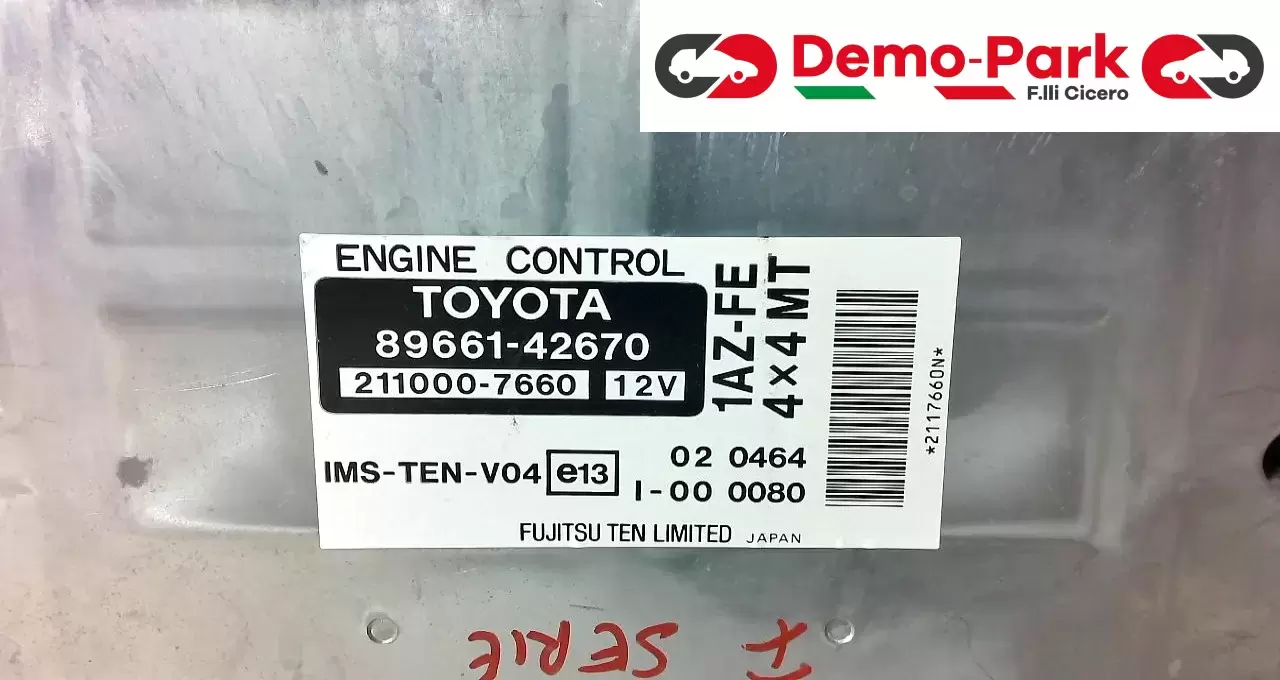 Demo-Park
F.lli Cicero
ENGINE CONTROL
TOYOTA
89661-42670
211000-7660 12V
1AZ-FE
4×4 MT
IMS-TEN-V04 e13
02 0464
I-00 0080
FUJITSU TEN LIMITED JAPAN
*2117660N*
SERIE